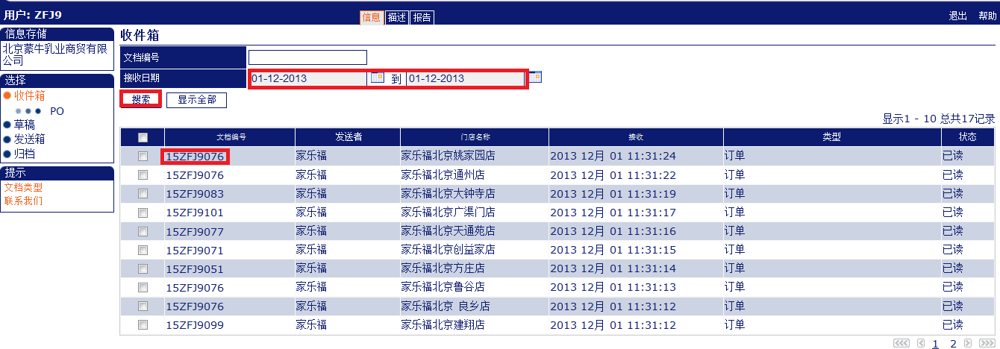 用户: ZFJ9
信息 描述 报告
退出 帮助
信息存储
北京蒙牛乳业商贸有限
公司
选择
收件箱
PO
草稿
发送箱
归档
提示
文档类型
联系我们
收件箱
文档编号
接收日期 01-12-2013 到 01-12-2013
搜索 显示全部
显示1 - 10 总共17记录
文档编号 发送者 门店名称 接收 类型 状态
15ZFJ9076 家乐福 家乐福北京姚家园店 2013 12月 01 11:31:24 订单 已读
15ZFJ9076 家乐福 家乐福北京通州店 2013 12月 01 11:31:22 订单 已读
15ZFJ9083 家乐福 家乐福北京大钟寺店 2013 12月 01 11:31:19 订单 已读
15ZFJ9101 家乐福 家乐福北京广渠门店 2013 12月 01 11:31:17 订单 已读
15ZFJ9077 家乐福 家乐福北京天通苑店 2013 12月 01 11:31:16 订单 已读
15ZFJ9071 家乐福 家乐福北京创益家店 2013 12月 01 11:31:15 订单 已读
15ZFJ9051 家乐福 家乐福北京方庄店 2013 12月 01 11:31:14 订单 已读
15ZFJ9076 家乐福 家乐福北京鲁谷店 2013 12月 01 11:31:13 订单 已读
15ZFJ9076 家乐福 家乐福北京 良乡店 2013 12月 01 11:31:12 订单 已读
15ZFJ9099 家乐福 家乐福北京建翔店 2013 12月 01 11:31:12 订单 已读
1 2